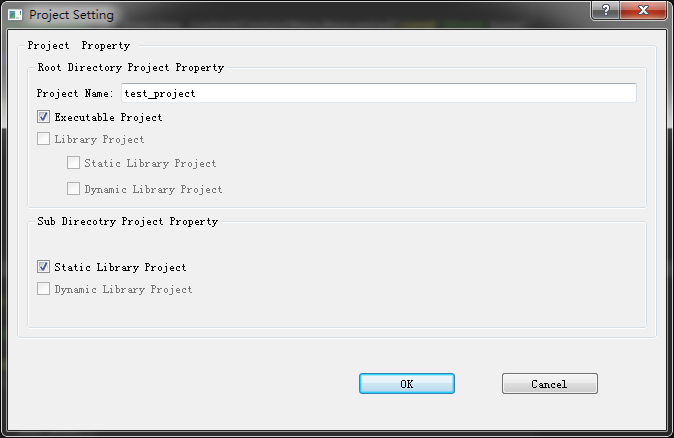 Project Setting
Project Property
Root Directory Project Property
Project Name: test_project
Executable Project
Library Project
Static Library Project
Dynamic Library Project
Sub Direcotry Project Property
Static Library Project
Dynamic Library Project
OK Cancel